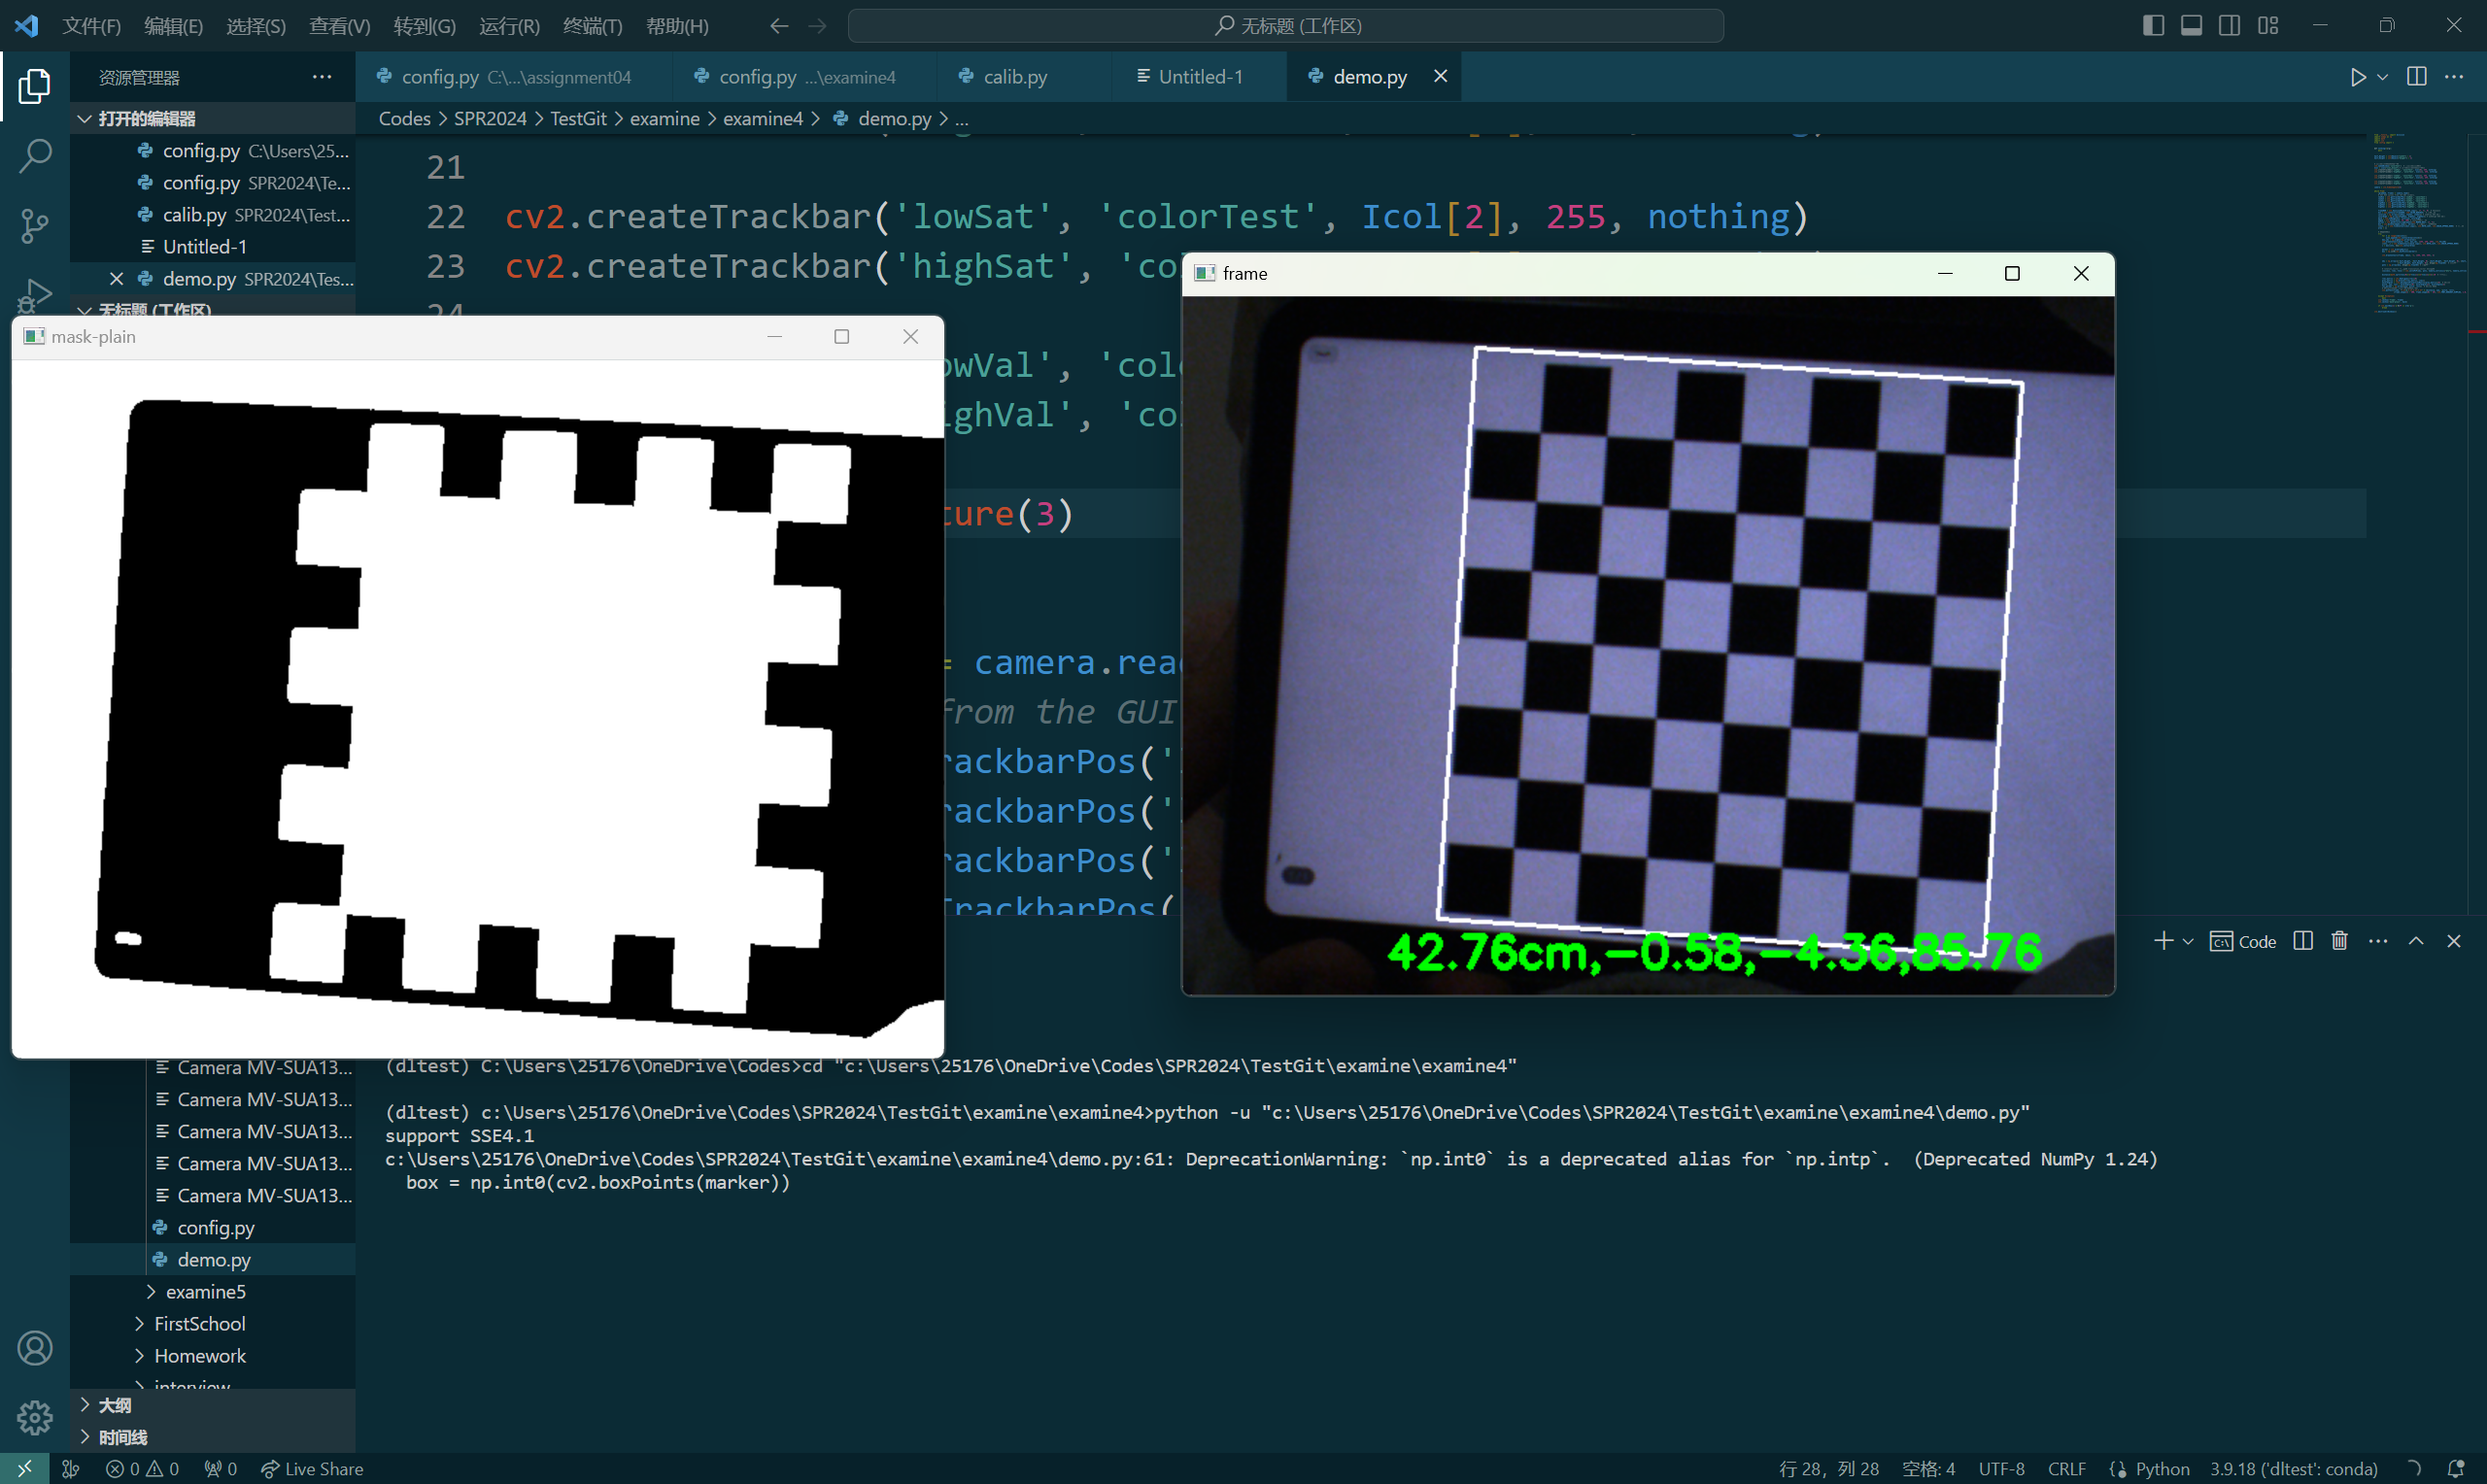 文件(F) 编辑(E) 选择(S) 查看(V) 转到(G) 运行(R) 终端(T) 帮助(H)
无标题 (工作区)
资源管理器
config.py C:\...\assignment04
config.py ...\examine4
calib.py
Untitled-1
demo.py
打开的编辑器
Codes > SPR2024 > TestGit > examine > examine4 > demo.py > ...
config.py C:\Users\25...
config.py SPR2024\Te...
calib.py SPR2024\Test...
Untitled-1
demo.py SPR2024\Tes...
无标题 (工作区)
21
22 cv2.createTrackbar('lowSat', 'colorTest', Icol[2], 255, nothing)
23 cv2.createTrackbar('highSat', 'co
24
mask-plain
frame
owVal', 'col
ighVal', 'co
ture(3)
= camera.rea
from the GUI
rackbarPos('
rackbarPos('
rackbarPos('
TrackbarPos(
42.76cm,-0.58,-4.36,85.76
Code
Camera MV-SUA13...
Camera MV-SUA13...
Camera MV-SUA13...
Camera MV-SUA13...
Camera MV-SUA13...
config.py
demo.py
examine5
FirstSchool
Homework
interview
大纲
时间线
(dltest) C:\Users\25176\OneDrive\Codes>cd "c:\Users\25176\OneDrive\Codes\SPR2024\TestGit\examine\examine4"
(dltest) c:\Users\25176\OneDrive\Codes\SPR2024\TestGit\examine\examine4>python -u "c:\Users\25176\OneDrive\Codes\SPR2024\TestGit\examine\examine4\demo.py"
support SSE4.1
c:\Users\25176\OneDrive\Codes\SPR2024\TestGit\examine\examine4\demo.py:61: DeprecationWarning: `np.int0` is a deprecated alias for `np.intp`.  (Deprecated NumPy 1.24)
box = np.int0(cv2.boxPoints(marker))
0 0 0 Live Share
行 28，列 28 空格: 4 UTF-8 CRLF Python 3.9.18 ('dltest': conda)